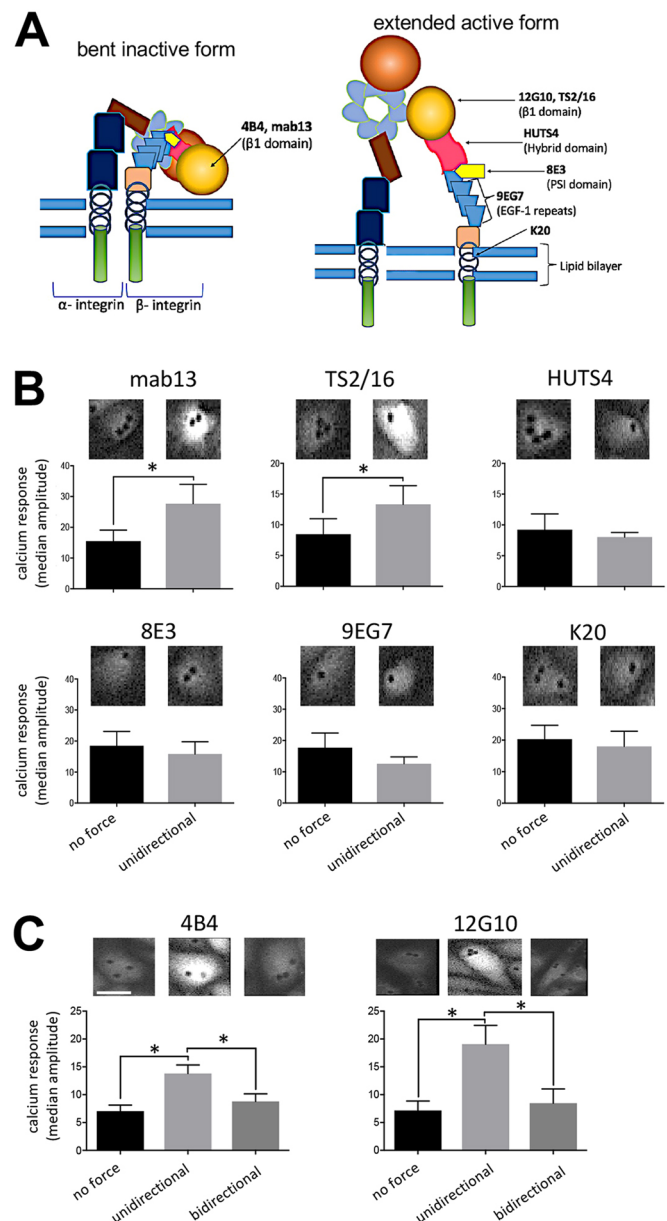 A
bent inactive form
extended active form
4B4, mab13
(β1 domain)
12G10, TS2/16
(β1 domain)
HUTS4
(Hybrid domain)
8E3
(PSI domain)
9EG7
(EGF-1 repeats)
K20
Lipid bilayer
α- integrin
β- integrin
B
mab13
TS2/16
HUTS4
calcium response
(median amplitude)
40
30
20
10
0
*
20
15
10
5
0
*
20
15
10
5
0
8E3
9EG7
K20
calcium response
(median amplitude)
40
30
20
10
0
40
30
20
10
0
40
30
20
10
0
no force
unidirectional
no force
unidirectional
no force
unidirectional
C
4B4
12G10
calcium response
(median amplitude)
25
20
15
10
5
0
*
*
25
20
15
10
5
0
*
*
no force
unidirectional
bidirectional
no force
unidirectional
bidirectional